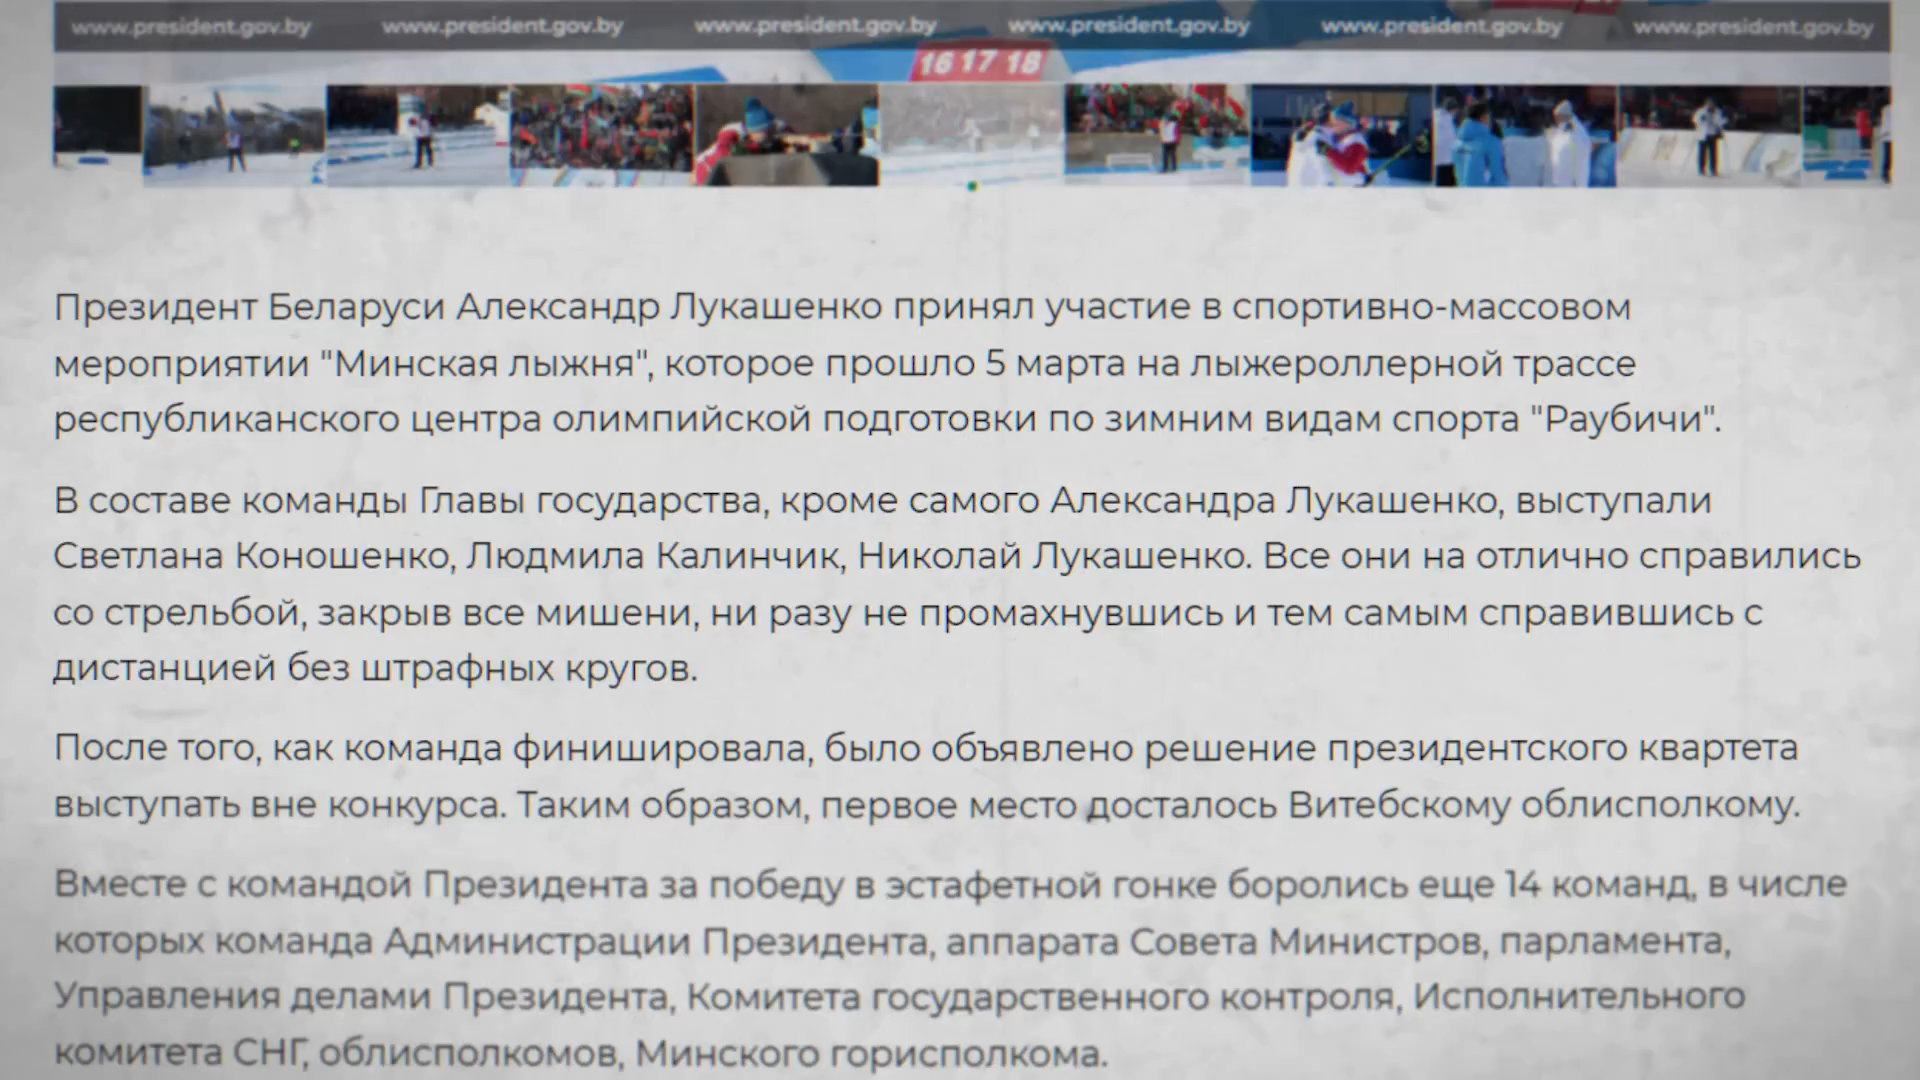 www.president.gov.by www.president.gov.by www.president.gov.by www.president.gov.by www.president.gov.by www.president.gov.by
16 17 18
Президент Беларуси Александр Лукашенко принял участие в спортивно-массовом
мероприятии "Минская лыжня", которое прошло 5 марта на лыжероллерной трассе
республиканского центра олимпийской подготовки по зимним видам спорта "Раубичи".
В составе команды Главы государства, кроме самого Александра Лукашенко, выступали
Светлана Коношенко, Людмила Калинчик, Николай Лукашенко. Все они на отлично справились
со стрельбой, закрыв все мишени, ни разу не промахнувшись и тем самым справившись с
дистанцией без штрафных кругов.
После того, как команда финишировала, было объявлено решение президентского квартета
выступать вне конкурса. Таким образом, первое место досталось Витебскому облисполкому.
Вместе с командой Президента за победу в эстафетной гонке боролись еще 14 команд, в числе
которых команда Администрации Президента, аппарата Совета Министров, парламента,
Управления делами Президента, Комитета государственного контроля, Исполнительного
комитета СНГ, облисполкомов, Минского горисполкома.